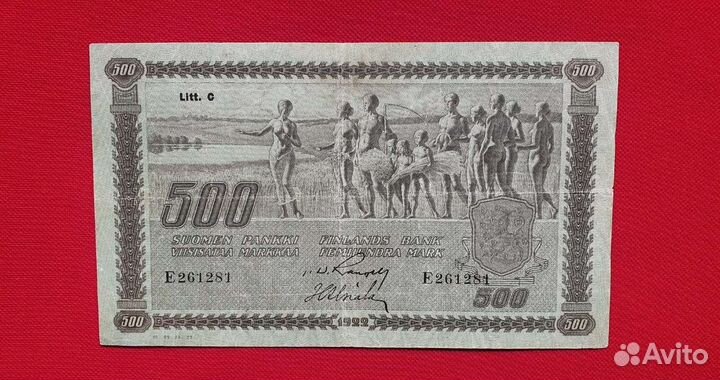 500 500
Litt. C
500
SUOMEN PANKKI FINLANDS BANK
VIISISATAA MARKKAA FEMHUNDRA MARK
E261281 E261281
500
500 1922 500
Avito